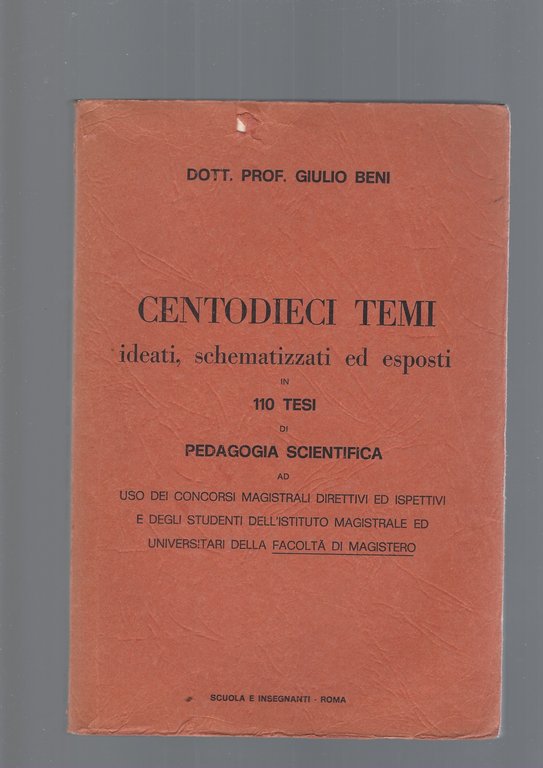 DOTT. PROF. GIULIO BENI
CENTODIECI TEMI
ideati, schematizzati ed esposti
IN
110 TESI
DI
PEDAGOGIA SCIENTIFICA
AD
USO DEI CONCORSI MAGISTRALI DIRETTIVI ED ISPETTIVI
E DEGLI STUDENTI DELL'ISTITUTO MAGISTRALE ED
UNIVERSITARI DELLA FACOLTÀ DI MAGISTERO
SCUOLA E INSEGNANTI - ROMA